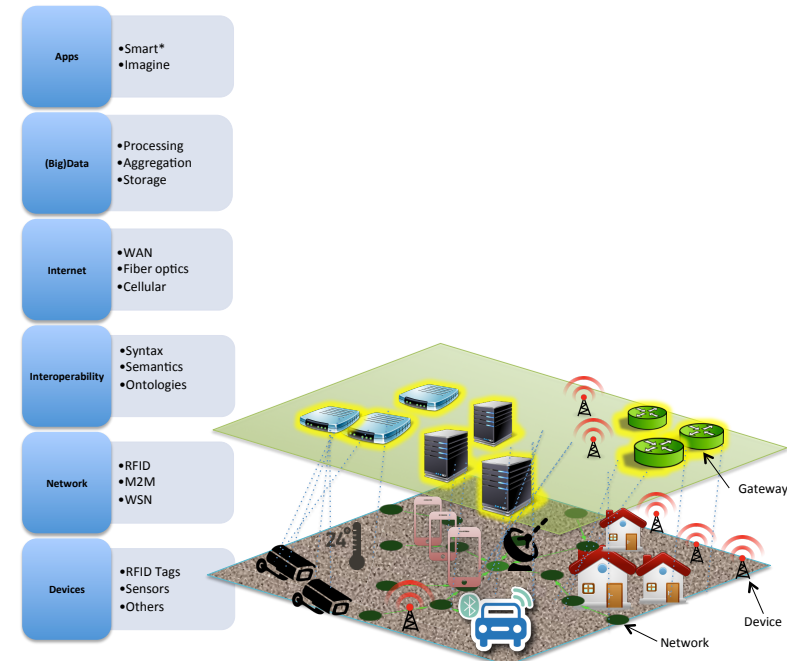 Apps
•Smart*
•Imagine
(Big)Data
•Processing
•Aggregation
•Storage
Internet
•WAN
•Fiber optics
•Cellular
Interoperability
•Syntax
•Semantics
•Ontologies
Network
•RFID
•M2M
•WSN
Devices
•RFID Tags
•Sensors
•Others
Gateway
24°
Device
Network